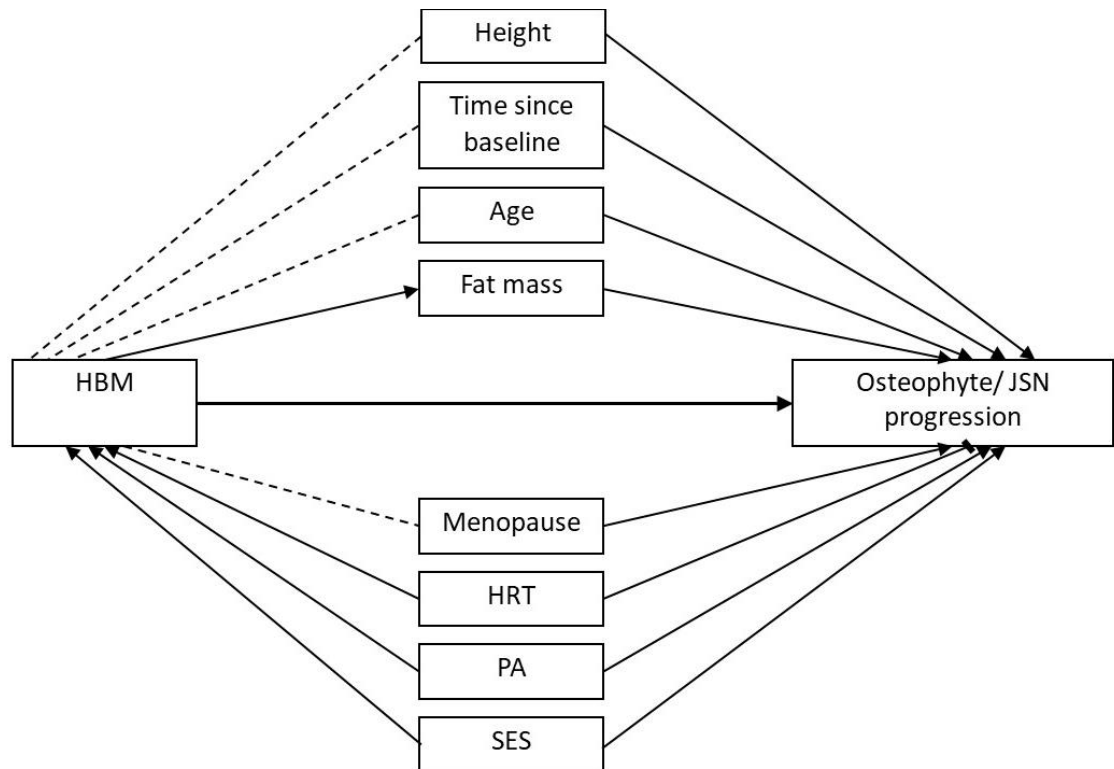 Height
Time since
baseline
Age
Fat mass
HBM
Osteophyte/ JSN
progression
Menopause
HRT
PA
SES